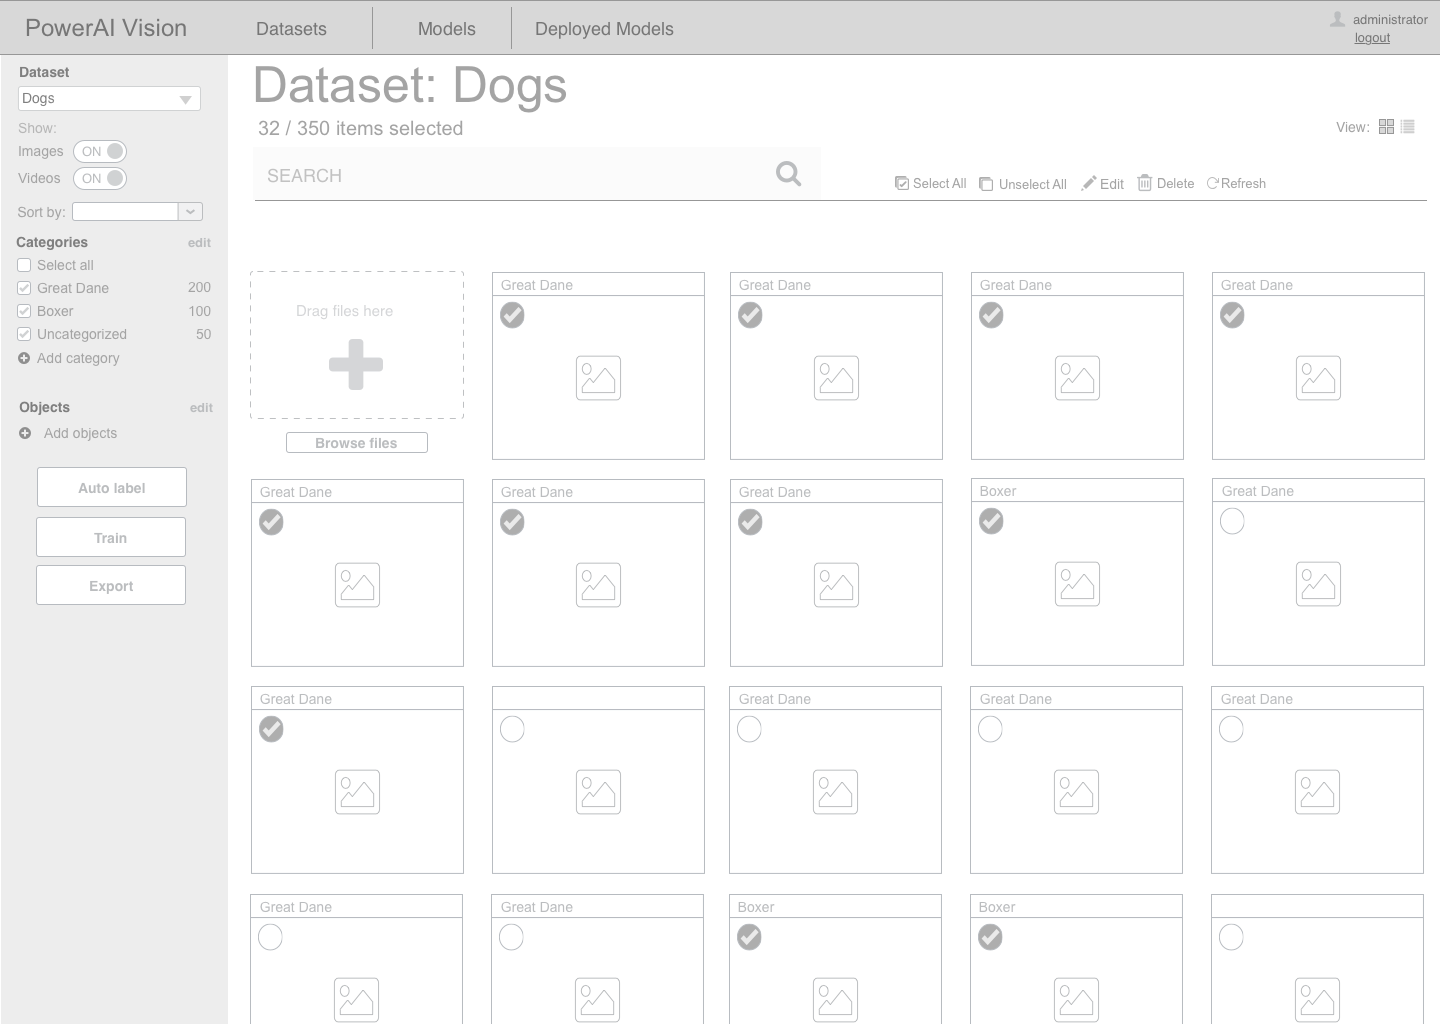 PowerAI Vision
Datasets
Models
Deployed Models
administrator
logout
Dataset
Dogs
Show:
Images ON
Videos ON
Sort by:
Categories edit
Select all
Great Dane 200
Boxer 100
Uncategorized 50
Add category
Objects edit
Add objects
Auto label
Train
Export
Dataset: Dogs
32 / 350 items selected
View:
SEARCH
Select All
Unselect All
Edit
Delete
Refresh
Drag files here
Browse files
Great Dane
Great Dane
Great Dane
Great Dane
Great Dane
Great Dane
Great Dane
Boxer
Great Dane
Great Dane
Great Dane
Great Dane
Great Dane
Great Dane
Great Dane
Boxer
Boxer